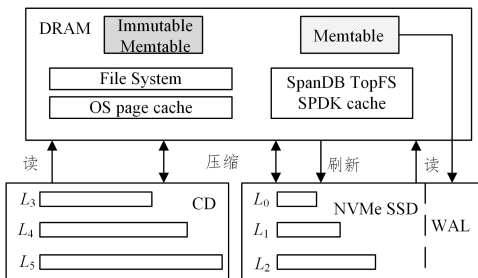 DRAM
Immutable
Memtable
Memtable
File System
OS page cache
SpanDB TopFS
SPDK cache
读
压缩
刷新
读
L3
CD
L4
L5
L0
NVMe SSD
L1
WAL
L2